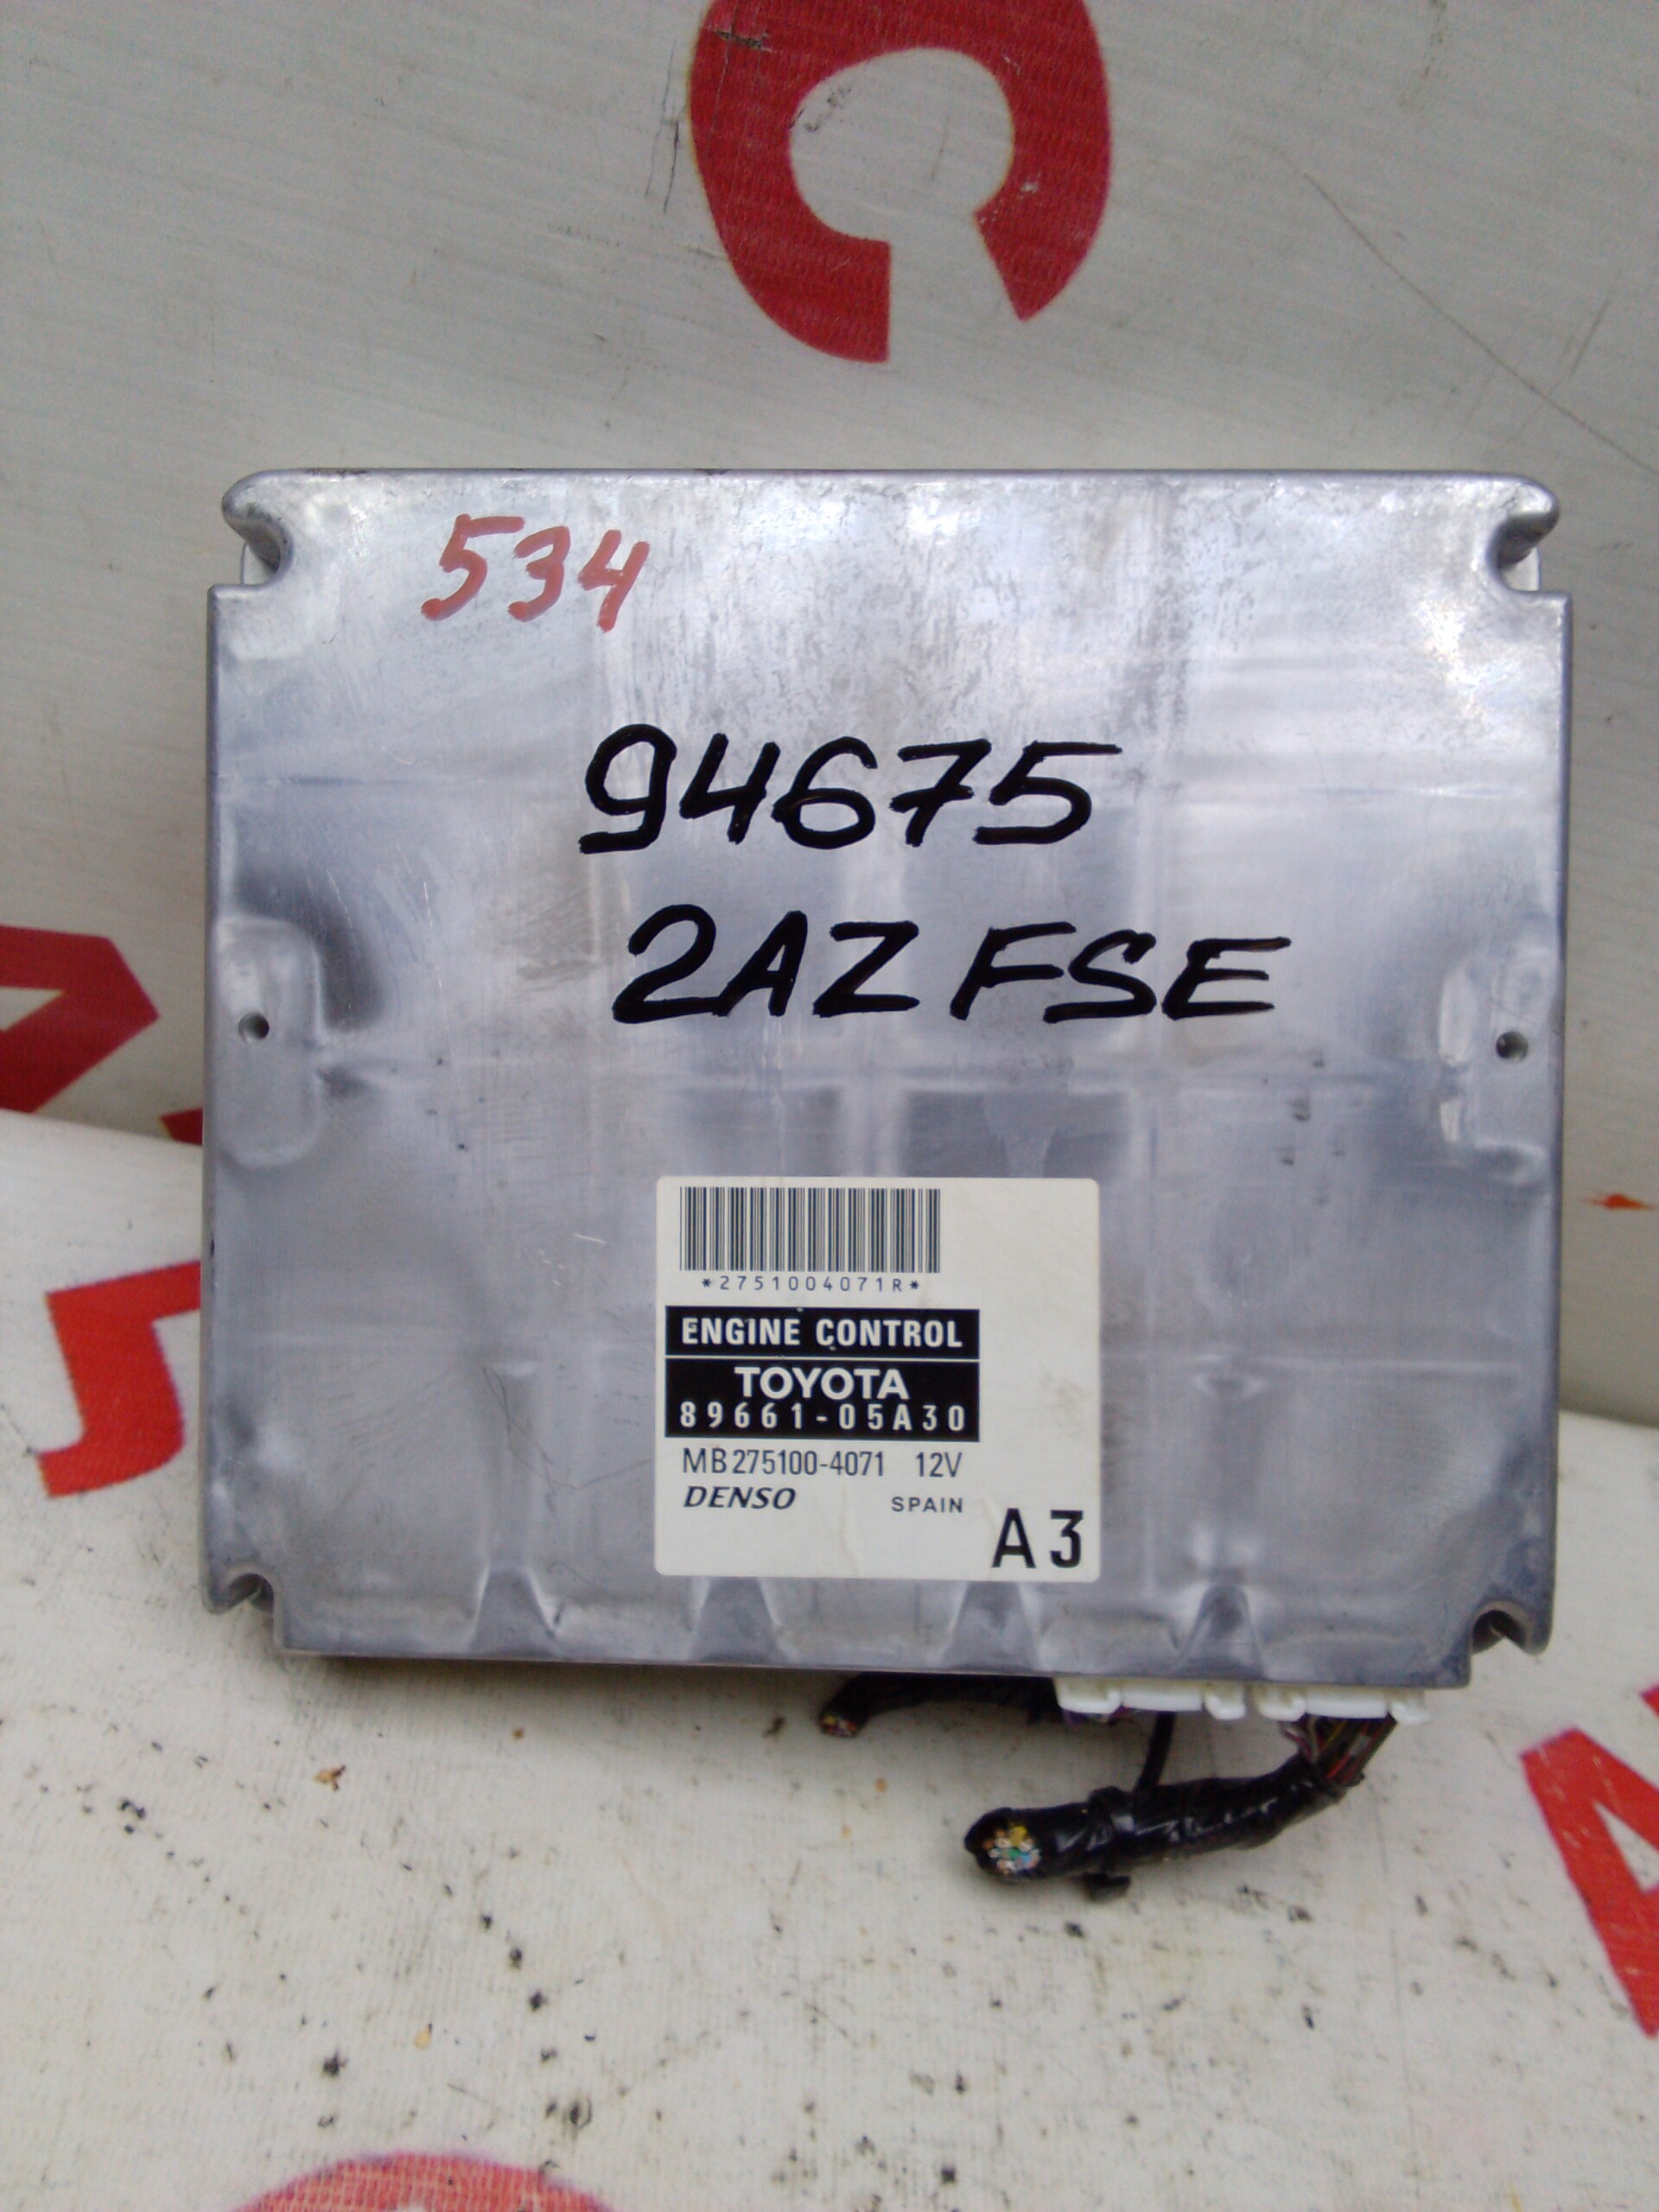 534
94675
2AZ FSE
*2751004071R*
ENGINE CONTROL
TOYOTA
89661-05A30
MB275100-4071 12V
DENSO SPAIN
A3